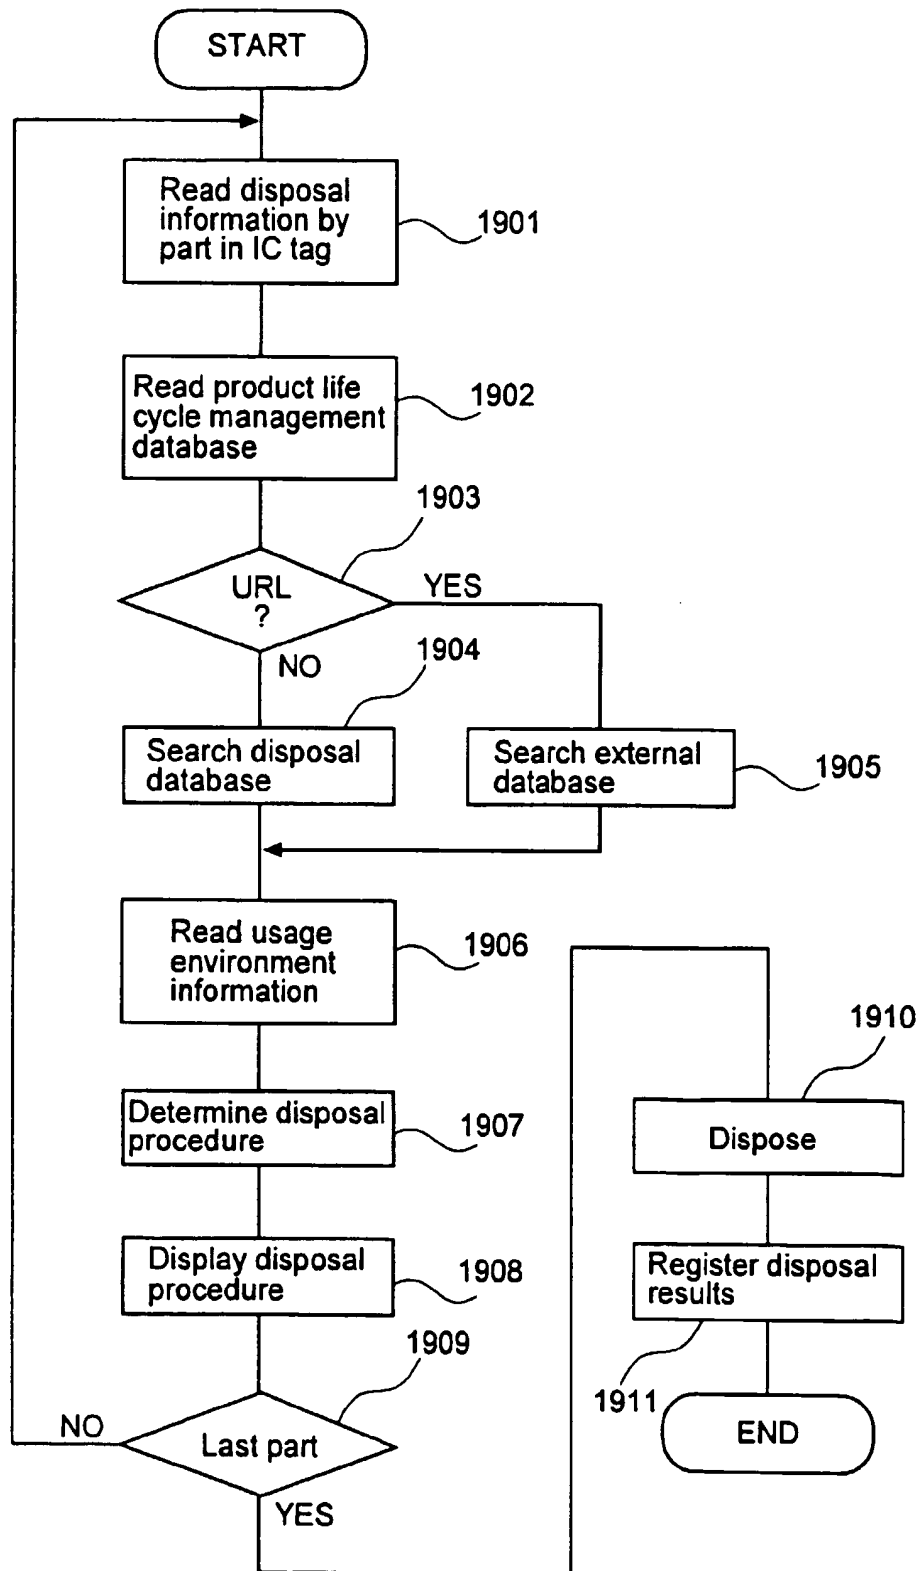 START
Read disposal
information by
part in IC tag
1901
Read product life
cycle management
database
1902
1903
URL
?
YES
NO
1904
Search disposal
database
Search external
database
1905
Read usage
environment
information
1906
Determine disposal
procedure
1907
Display disposal
procedure
1908
1909
Last part
NO
YES
1910
Dispose
Register disposal
results
1911
END